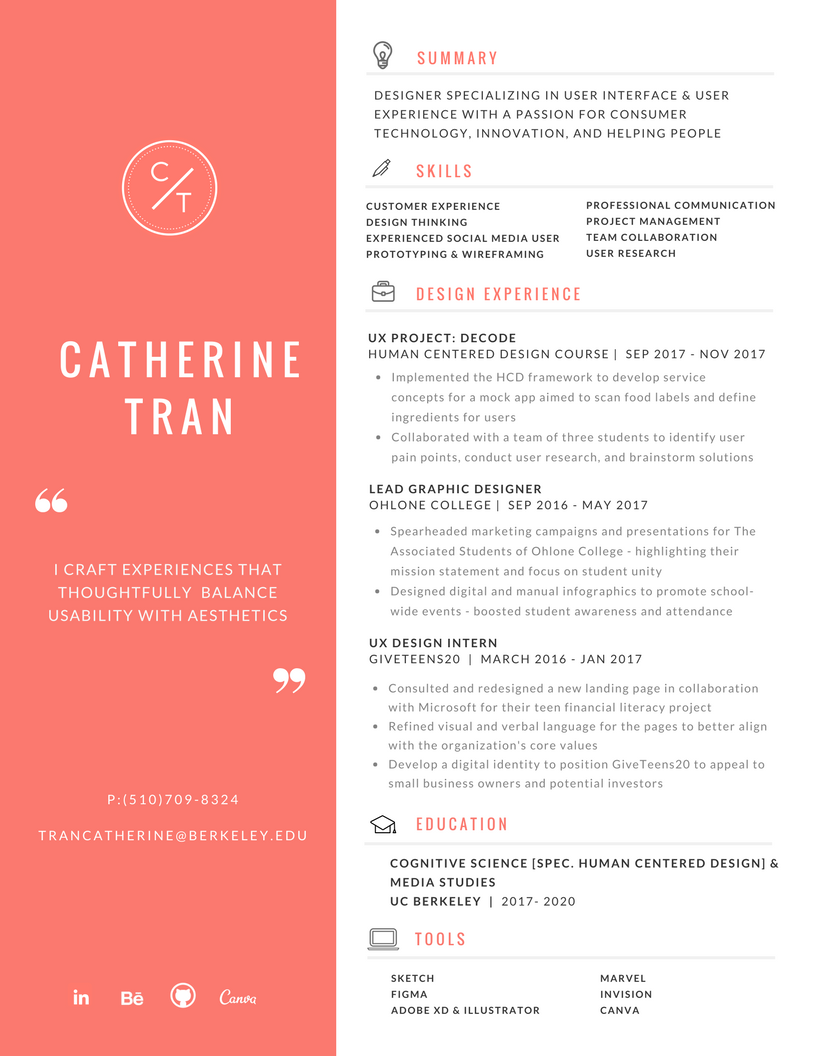 C
T
CATHERINE
TRAN
“
I CRAFT EXPERIENCES THAT
THOUGHTFULLY BALANCE
USABILITY WITH AESTHETICS
”
P:(510)709-8324
TRANCATHERINE@BERKELEY.EDU
in
Bē
Canva
SUMMARY
DESIGNER SPECIALIZING IN USER INTERFACE & USER
EXPERIENCE WITH A PASSION FOR CONSUMER
TECHNOLOGY, INNOVATION, AND HELPING PEOPLE
SKILLS
CUSTOMER EXPERIENCE
DESIGN THINKING
EXPERIENCED SOCIAL MEDIA USER
PROTOTYPING & WIREFRAMING
PROFESSIONAL COMMUNICATION
PROJECT MANAGEMENT
TEAM COLLABORATION
USER RESEARCH
DESIGN EXPERIENCE
UX PROJECT: DECODE
HUMAN CENTERED DESIGN COURSE | SEP 2017 - NOV 2017
• Implemented the HCD framework to develop service
concepts for a mock app aimed to scan food labels and define
ingredients for users
• Collaborated with a team of three students to identify user
pain points, conduct user research, and brainstorm solutions
LEAD GRAPHIC DESIGNER
OHLONE COLLEGE | SEP 2016 - MAY 2017
• Spearheaded marketing campaigns and presentations for The
Associated Students of Ohlone College - highlighting their
mission statement and focus on student unity
• Designed digital and manual infographics to promote school-
wide events - boosted student awareness and attendance
UX DESIGN INTERN
GIVETEENS20 | MARCH 2016 - JAN 2017
• Consulted and redesigned a new landing page in collaboration
with Microsoft for their teen financial literacy project
• Refined visual and verbal language for the pages to better align
with the organization's core values
• Develop a digital identity to position GiveTeens20 to appeal to
small business owners and potential investors
EDUCATION
COGNITIVE SCIENCE [SPEC. HUMAN CENTERED DESIGN] &
MEDIA STUDIES
UC BERKELEY | 2017- 2020
TOOLS
SKETCH
FIGMA
ADOBE XD & ILLUSTRATOR
MARVEL
INVISION
CANVA